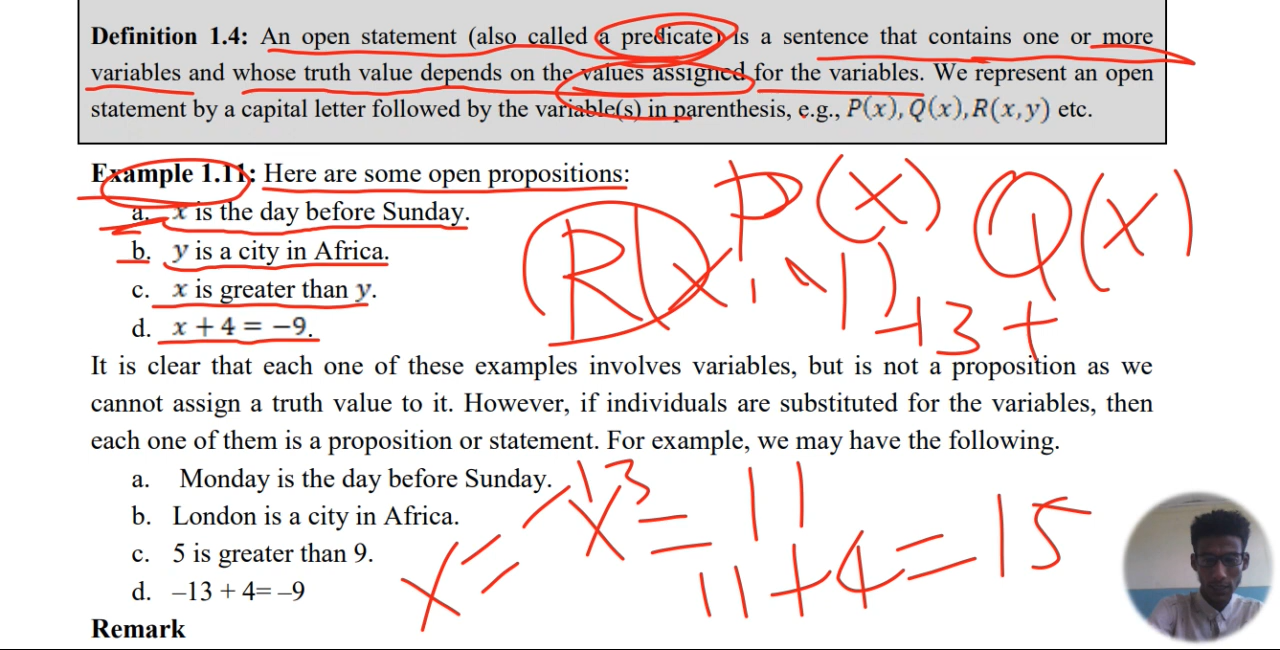 Definition 1.4: An open statement (also called a predicate) is a sentence that contains one or more
variables and whose truth value depends on the values assigned for the variables. We represent an open
statement by a capital letter followed by the variable(s) in parenthesis, e.g., P(x), Q(x), R(x, y) etc.
Example 1.11: Here are some open propositions:
a. x is the day before Sunday.
b. y is a city in Africa.
c. x is greater than y.
d. x + 4 = −9.
P(x) Q(x)
R(x, y)
-13 +
It is clear that each one of these examples involves variables, but is not a proposition as we
cannot assign a truth value to it. However, if individuals are substituted for the variables, then
each one of them is a proposition or statement. For example, we may have the following.
a. Monday is the day before Sunday.
b. London is a city in Africa.
c. 5 is greater than 9.
d. –13 + 4= –9
x = -13
x = 11
11 + 4 = 15
Remark